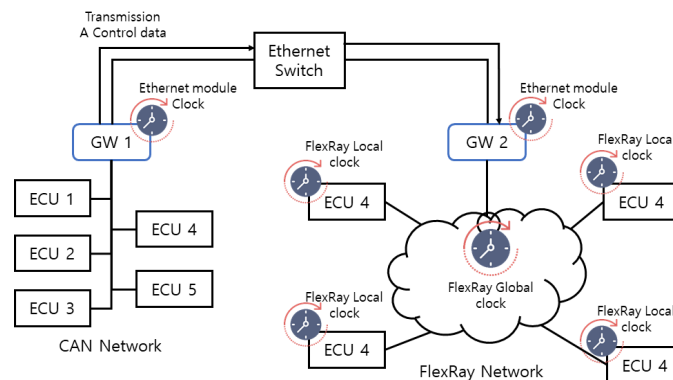 Transmission
A Control data
Ethernet
Switch
Ethernet module
Clock
Ethernet module
Clock
GW 1
GW 2
FlexRay Local
clock
FlexRay Local
clock
ECU 1
ECU 4
ECU 2
ECU 5
ECU 3
CAN Network
ECU 4
ECU 4
FlexRay Global
clock
FlexRay Local
clock
FlexRay Local
clock
ECU 4
ECU 4
FlexRay Network